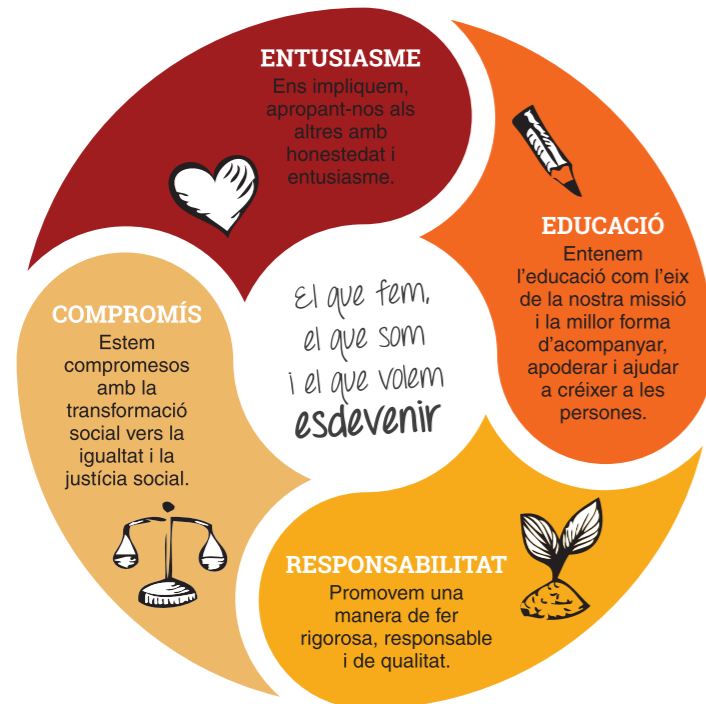 ENTUSIASME
Ens impliquem,
apropant-nos als
altres amb
honestedat i
entusiasme.
EDUCACIÓ
Entenem
l'educació com l'eix
de la nostra missió
i la millor forma
d'acompanyar,
apoderar i ajudar
a créixer a les
persones.
RESPONSABILITAT
Promovem una
manera de fer
rigorosa, responsable
i de qualitat.
COMPROMÍS
Estem
compromesos
amb la
transformació
social vers la
igualtat i la
justícia social.
El que fem,
el que som
i el que volem
esdevenir